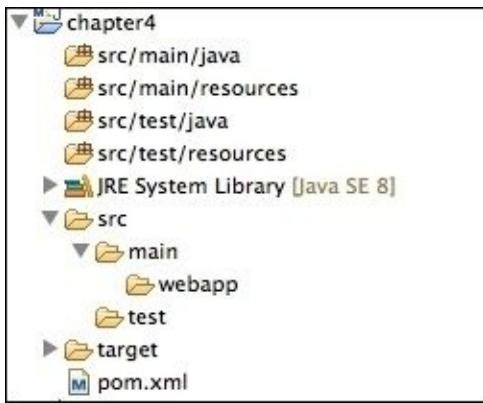 chapter4
src/main/java
src/main/resources
src/test/java
src/test/resources
JRE System Library [Java SE 8]
src
main
webapp
test
target
pom.xml